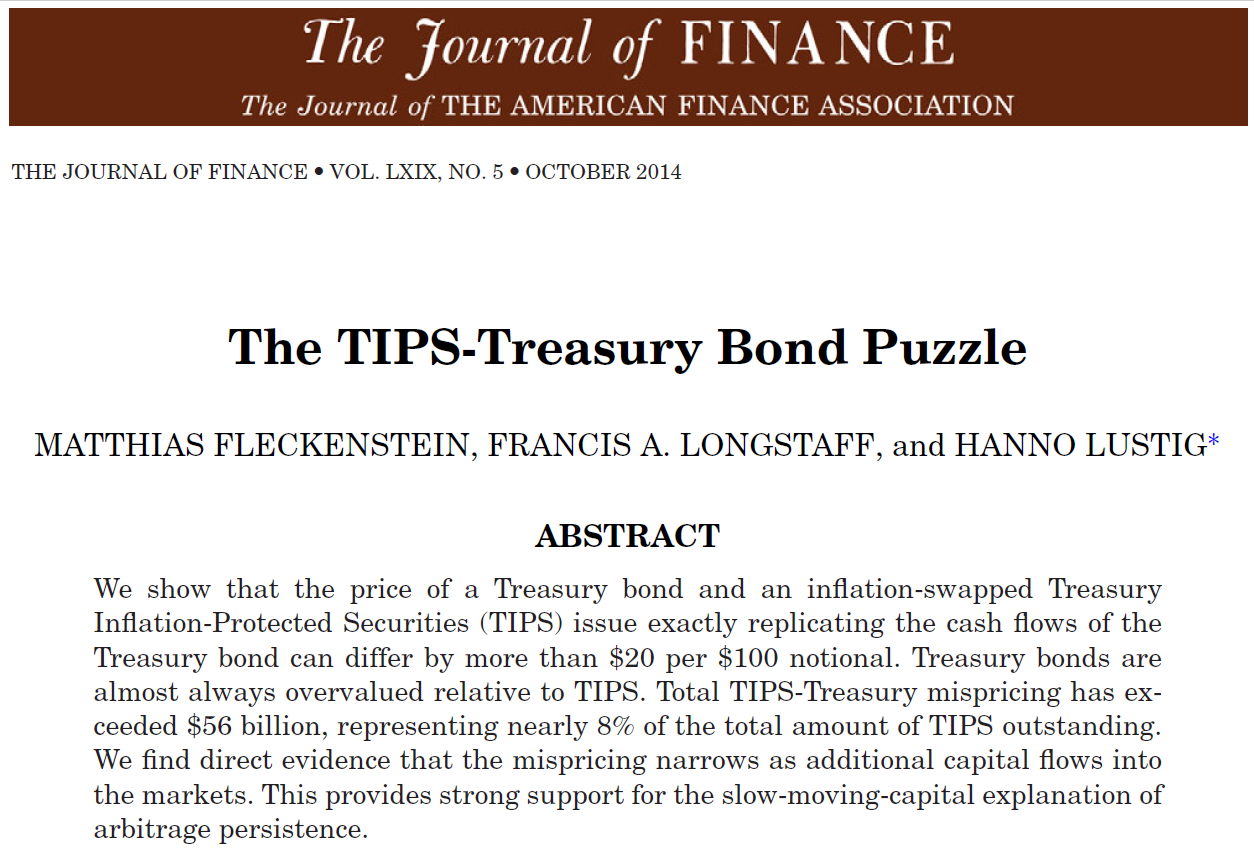 The Journal of FINANCE
The Journal of THE AMERICAN FINANCE ASSOCIATION
THE JOURNAL OF FINANCE • VOL. LXIX, NO. 5 • OCTOBER 2014
The TIPS-Treasury Bond Puzzle
MATTHIAS FLECKENSTEIN, FRANCIS A. LONGSTAFF, and HANNO LUSTIG*
ABSTRACT
We show that the price of a Treasury bond and an inflation-swapped Treasury
Inflation-Protected Securities (TIPS) issue exactly replicating the cash flows of the
Treasury bond can differ by more than $20 per $100 notional. Treasury bonds are
almost always overvalued relative to TIPS. Total TIPS-Treasury mispricing has ex-
ceeded $56 billion, representing nearly 8% of the total amount of TIPS outstanding.
We find direct evidence that the mispricing narrows as additional capital flows into
the markets. This provides strong support for the slow-moving-capital explanation of
arbitrage persistence.